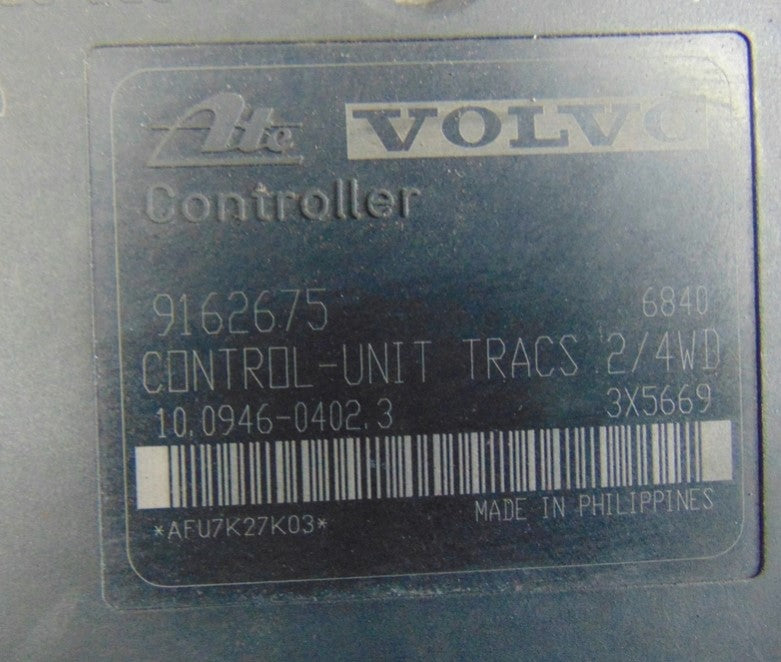 Ate VOLVO
Controller
9162675 6840
CONTROL-UNIT TRACS 2/4WD
10.0946-0402.3 3X5669
*AFU7K27K03* MADE IN PHILIPPINES